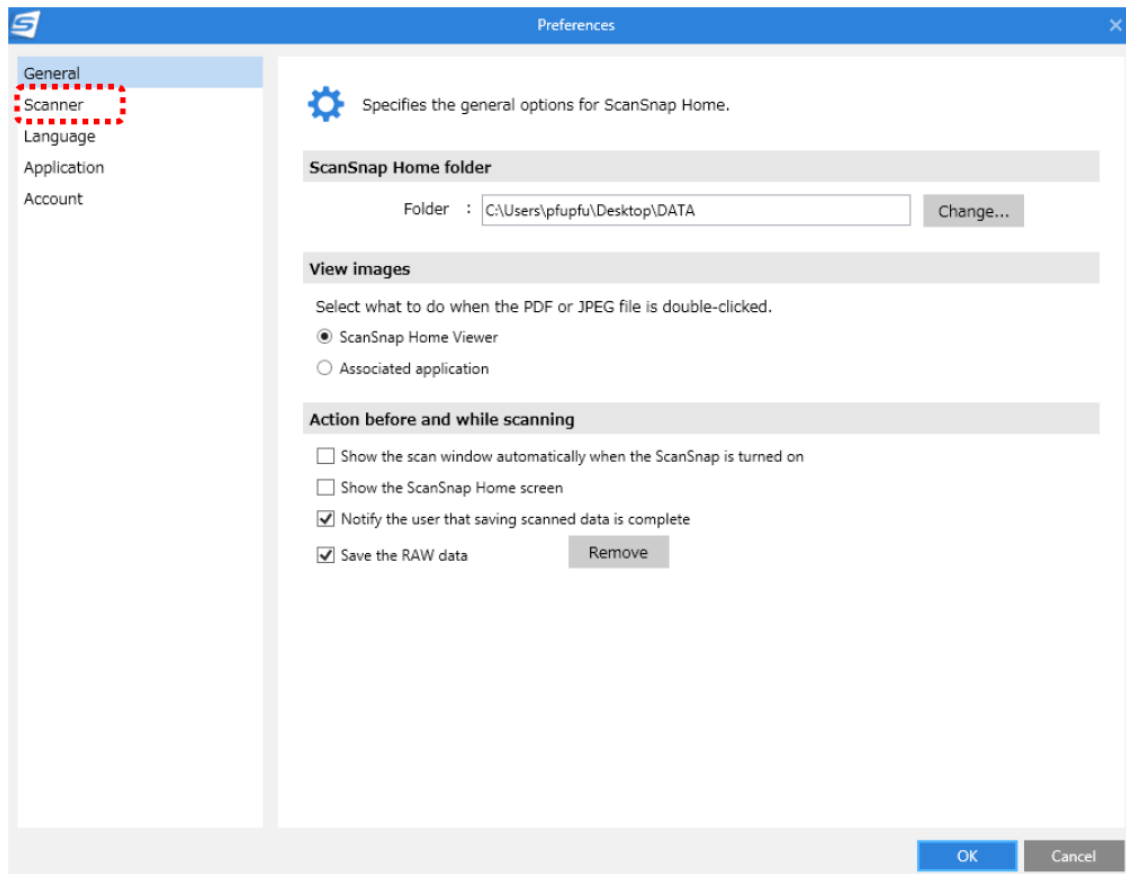 Preferences
General
Scanner
Language
Application
Account
Specifies the general options for ScanSnap Home.
ScanSnap Home folder
Folder : C:\Users\pfupfu\Desktop\DATA Change...
View images
Select what to do when the PDF or JPEG file is double-clicked.
ScanSnap Home Viewer
Associated application
Action before and while scanning
Show the scan window automatically when the ScanSnap is turned on
Show the ScanSnap Home screen
Notify the user that saving scanned data is complete
Save the RAW data Remove
OK Cancel